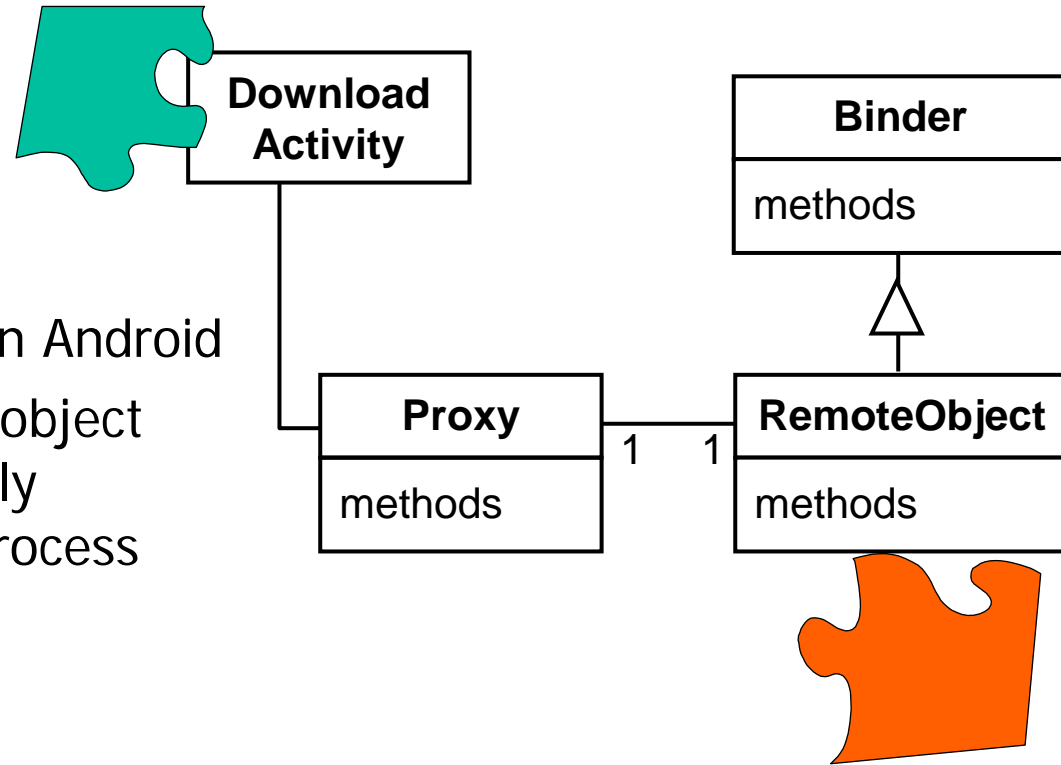 Download
Activity
Binder
methods
n Android
object
ly
rocess
Proxy
methods
1 1
RemoteObject
methods